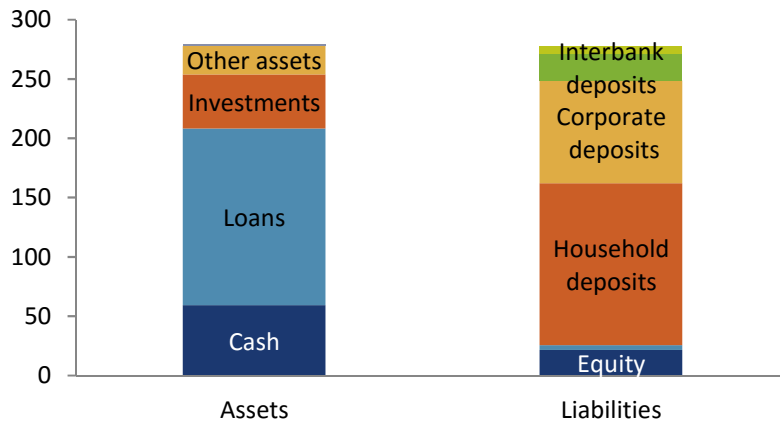 300
250
200
150
100
50
0
Other assets
Investments
Loans
Cash
Interbank
deposits
Corporate
deposits
Household
deposits
Equity
Assets
Liabilities